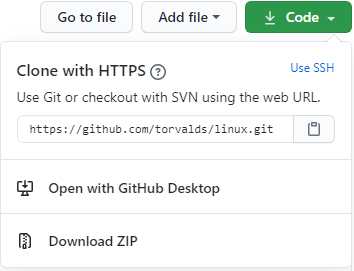 Go to file Add file Code
Clone with HTTPS Use SSH
Use Git or checkout with SVN using the web URL.
https://github.com/torvalds/linux.git
Open with GitHub Desktop
Download ZIP